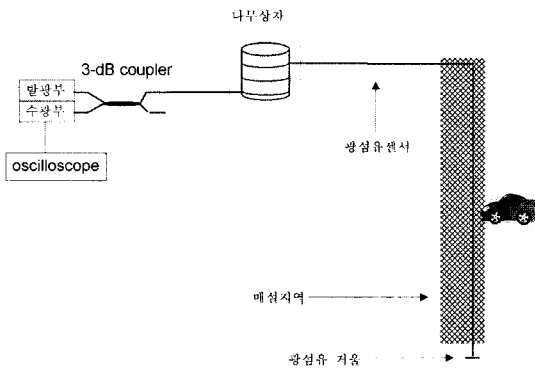 나무상자
3-dB coupler
발광부
수광부
oscilloscope
광섬유센서
매설지역
광섬유 거울